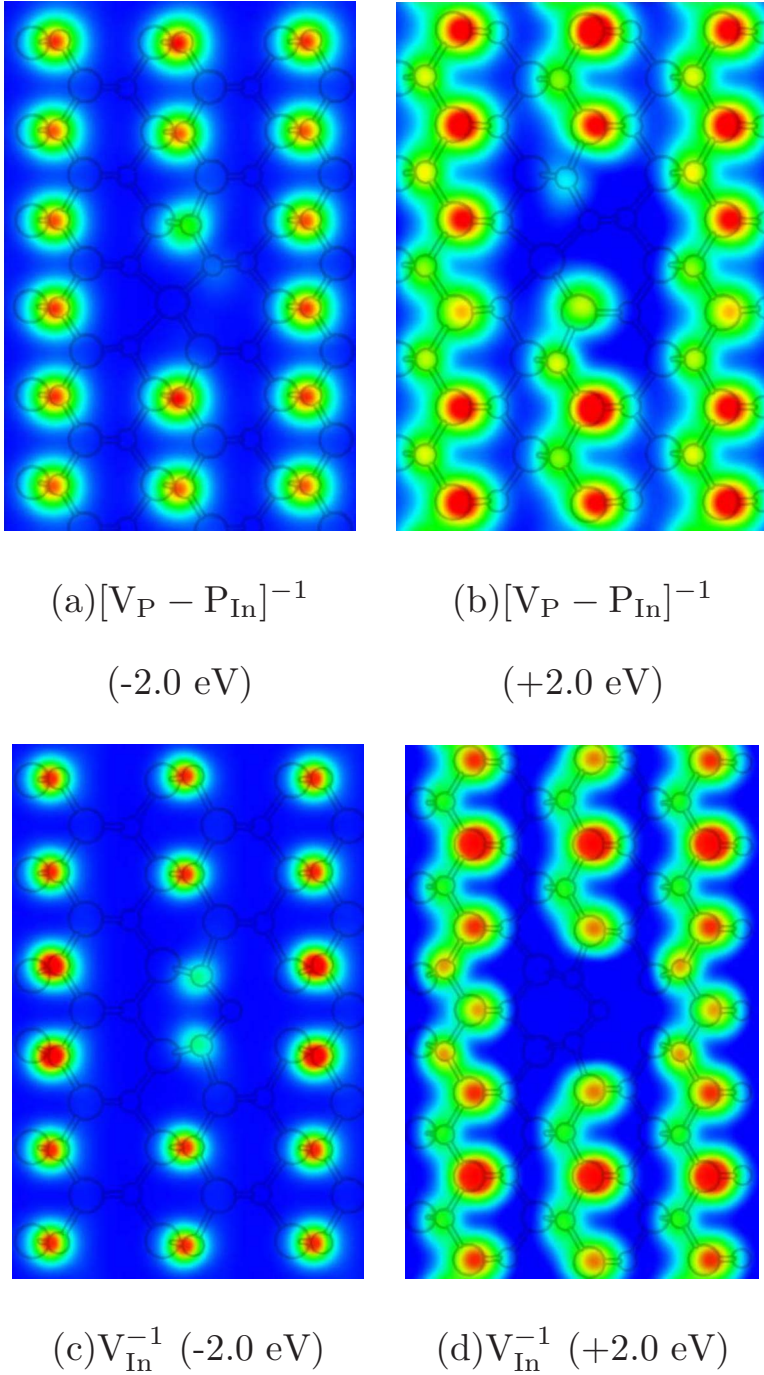 (a)[V_P − P_In]^−1 (b)[V_P − P_In]^−1
(-2.0 eV) (+2.0 eV)
(c)V_In^−1 (-2.0 eV) (d)V_In^−1 (+2.0 eV)